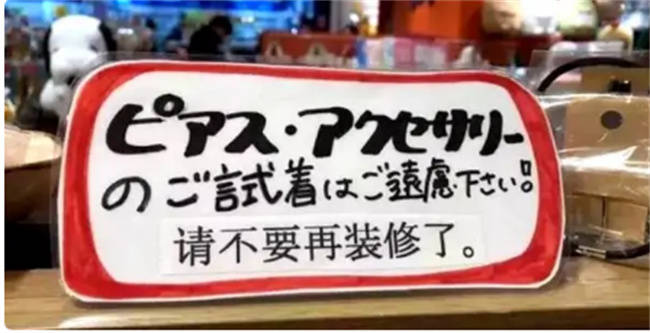 ピアス・アクセサリー
のご試着はご遠慮下さい!
请不要再装修了。